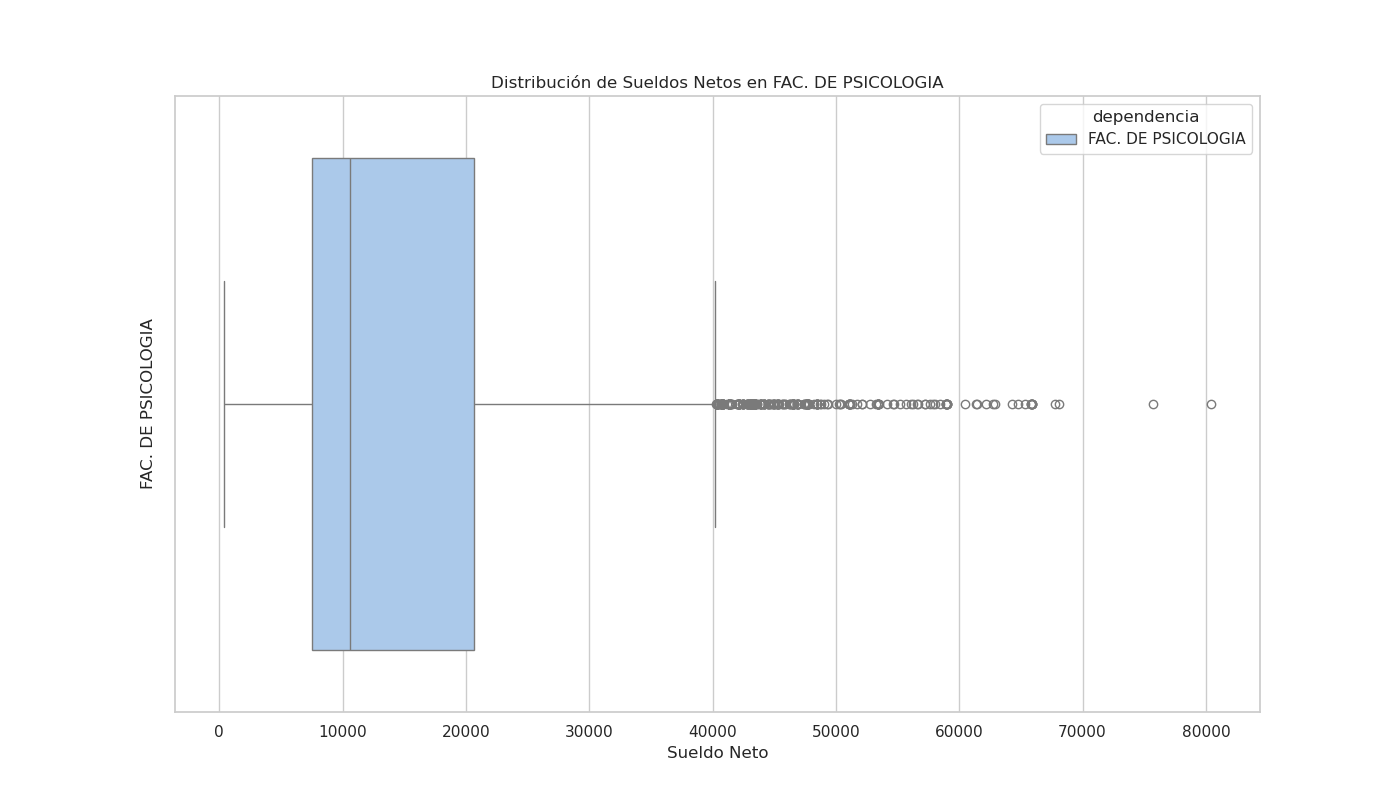 Distribución de Sueldos Netos en FAC. DE PSICOLOGIA
dependencia
FAC. DE PSICOLOGIA
FAC. DE PSICOLOGIA
0 10000 20000 30000 40000 50000 60000 70000 80000
Sueldo Neto